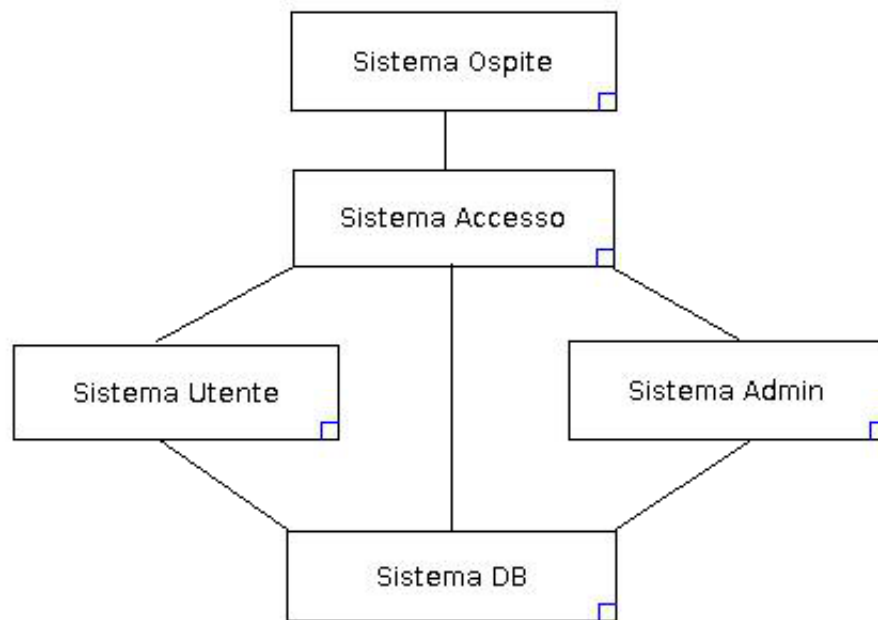 Sistema Ospite
Sistema Accesso
Sistema Utente
Sistema Admin
Sistema DB